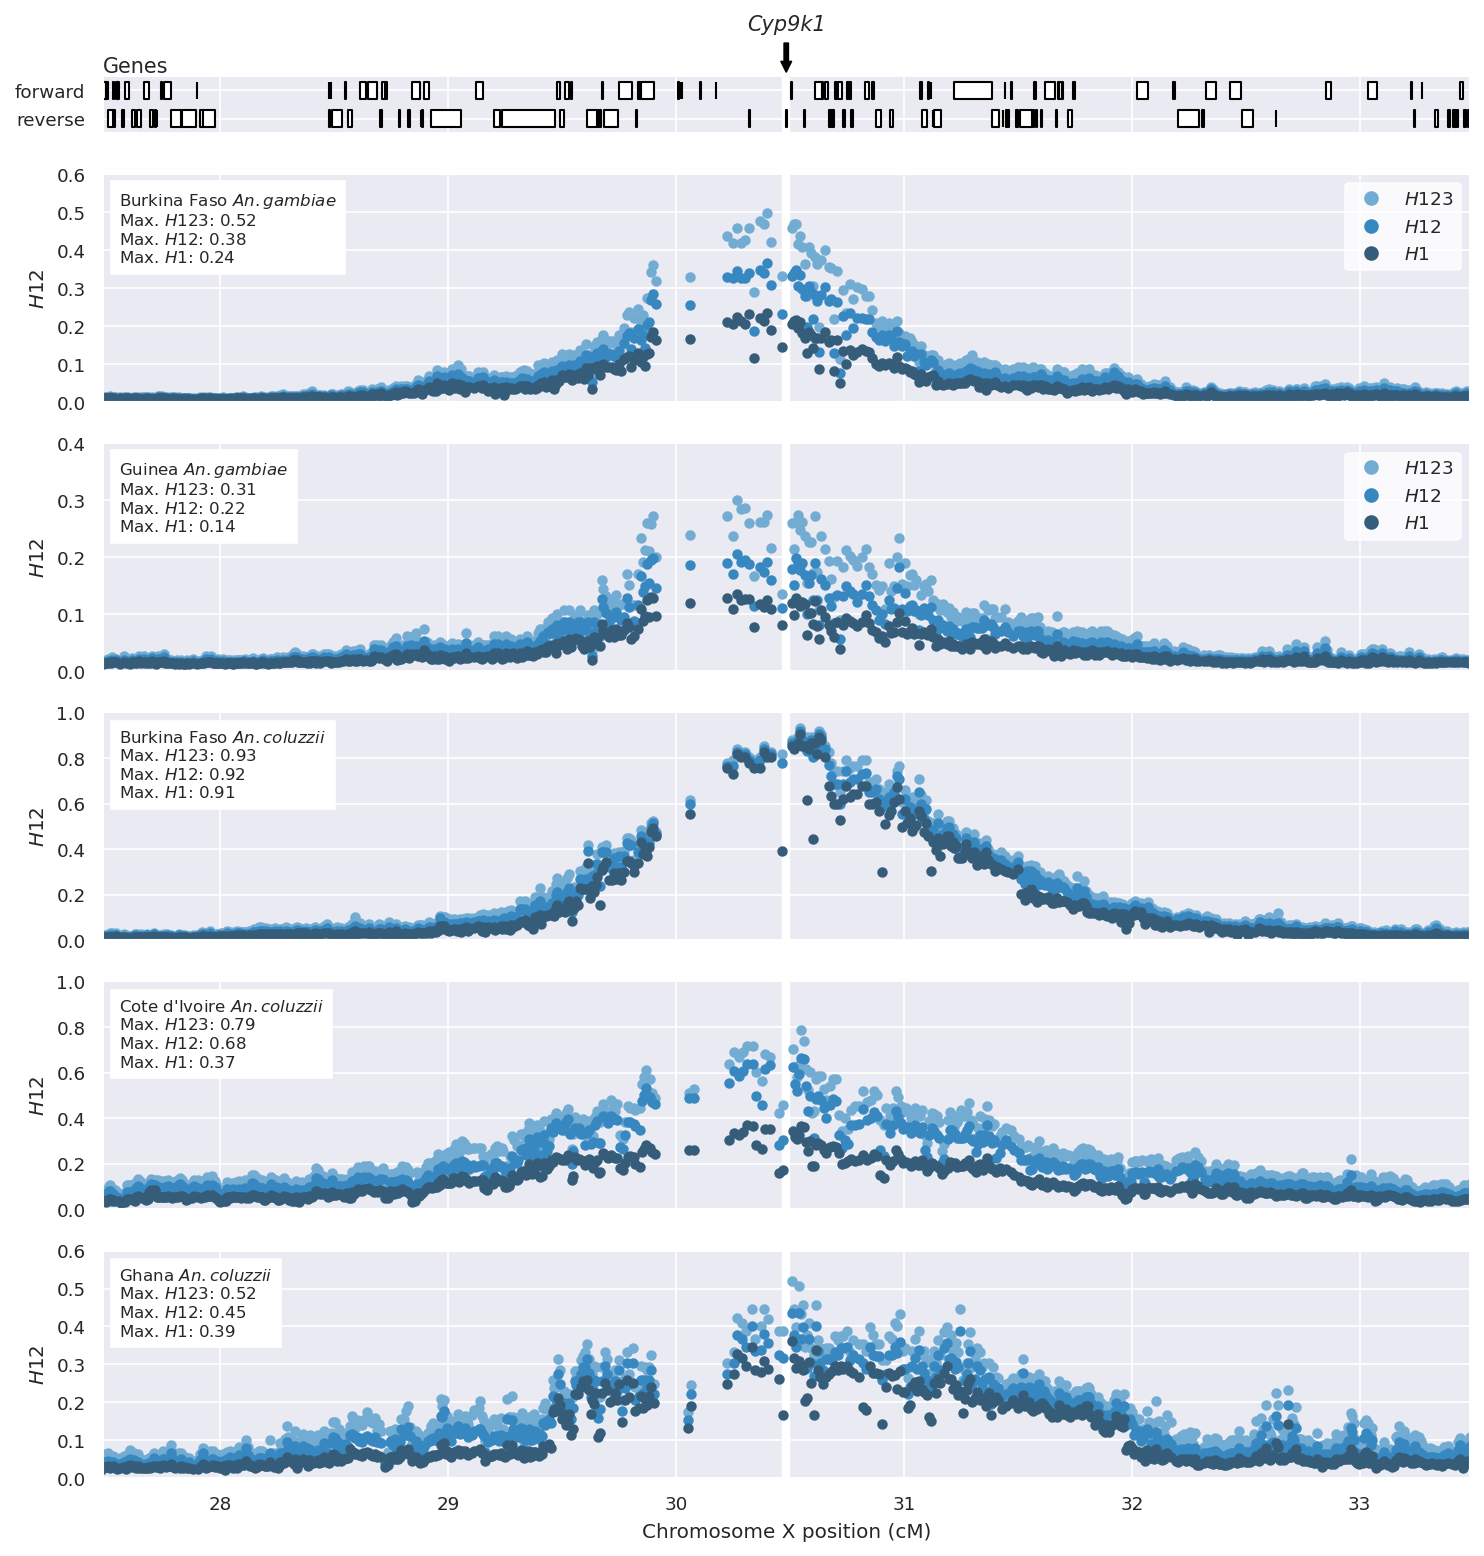 Cyp9k1
Genes
forward
reverse
0.6
0.5
0.4
0.3
0.2
0.1
0.0
H12
Burkina Faso An. gambiae
Max. H123: 0.52
Max. H12: 0.38
Max. H1: 0.24
H123
H12
H1
0.4
0.3
0.2
0.1
0.0
H12
Guinea An. gambiae
Max. H123: 0.31
Max. H12: 0.22
Max. H1: 0.14
H123
H12
H1
1.0
0.8
0.6
0.4
0.2
0.0
H12
Burkina Faso An. coluzzii
Max. H123: 0.93
Max. H12: 0.92
Max. H1: 0.91
1.0
0.8
0.6
0.4
0.2
0.0
H12
Cote d'Ivoire An. coluzzii
Max. H123: 0.79
Max. H12: 0.68
Max. H1: 0.37
0.6
0.5
0.4
0.3
0.2
0.1
0.0
H12
Ghana An. coluzzii
Max. H123: 0.52
Max. H12: 0.45
Max. H1: 0.39
28 29 30 31 32 33
Chromosome X position (cM)